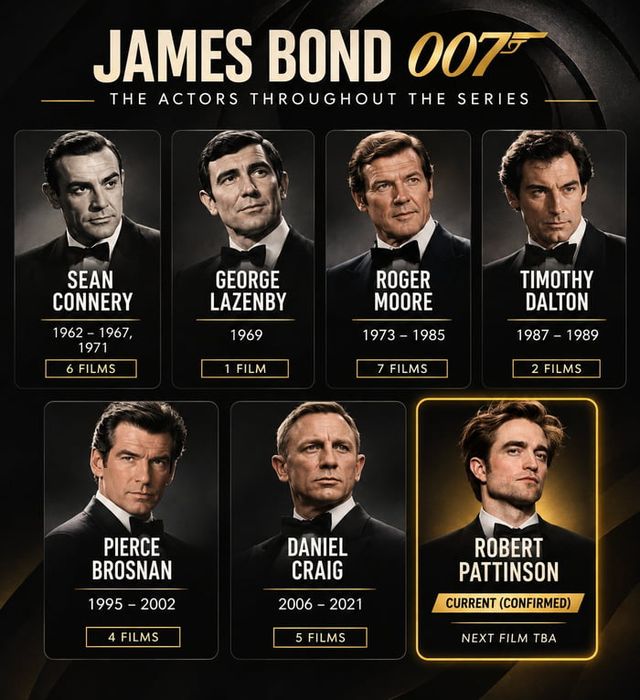 JAMES BOND 007
THE ACTORS THROUGHOUT THE SERIES
SEAN
CONNERY
1962 – 1967,
1971
6 FILMS
GEORGE
LAZENBY
1969
1 FILM
ROGER
MOORE
1973 – 1985
7 FILMS
TIMOTHY
DALTON
1987 – 1989
2 FILMS
PIERCE
BROSNAN
1995 – 2002
4 FILMS
DANIEL
CRAIG
2006 – 2021
5 FILMS
ROBERT
PATTINSON
CURRENT (CONFIRMED)
NEXT FILM TBA